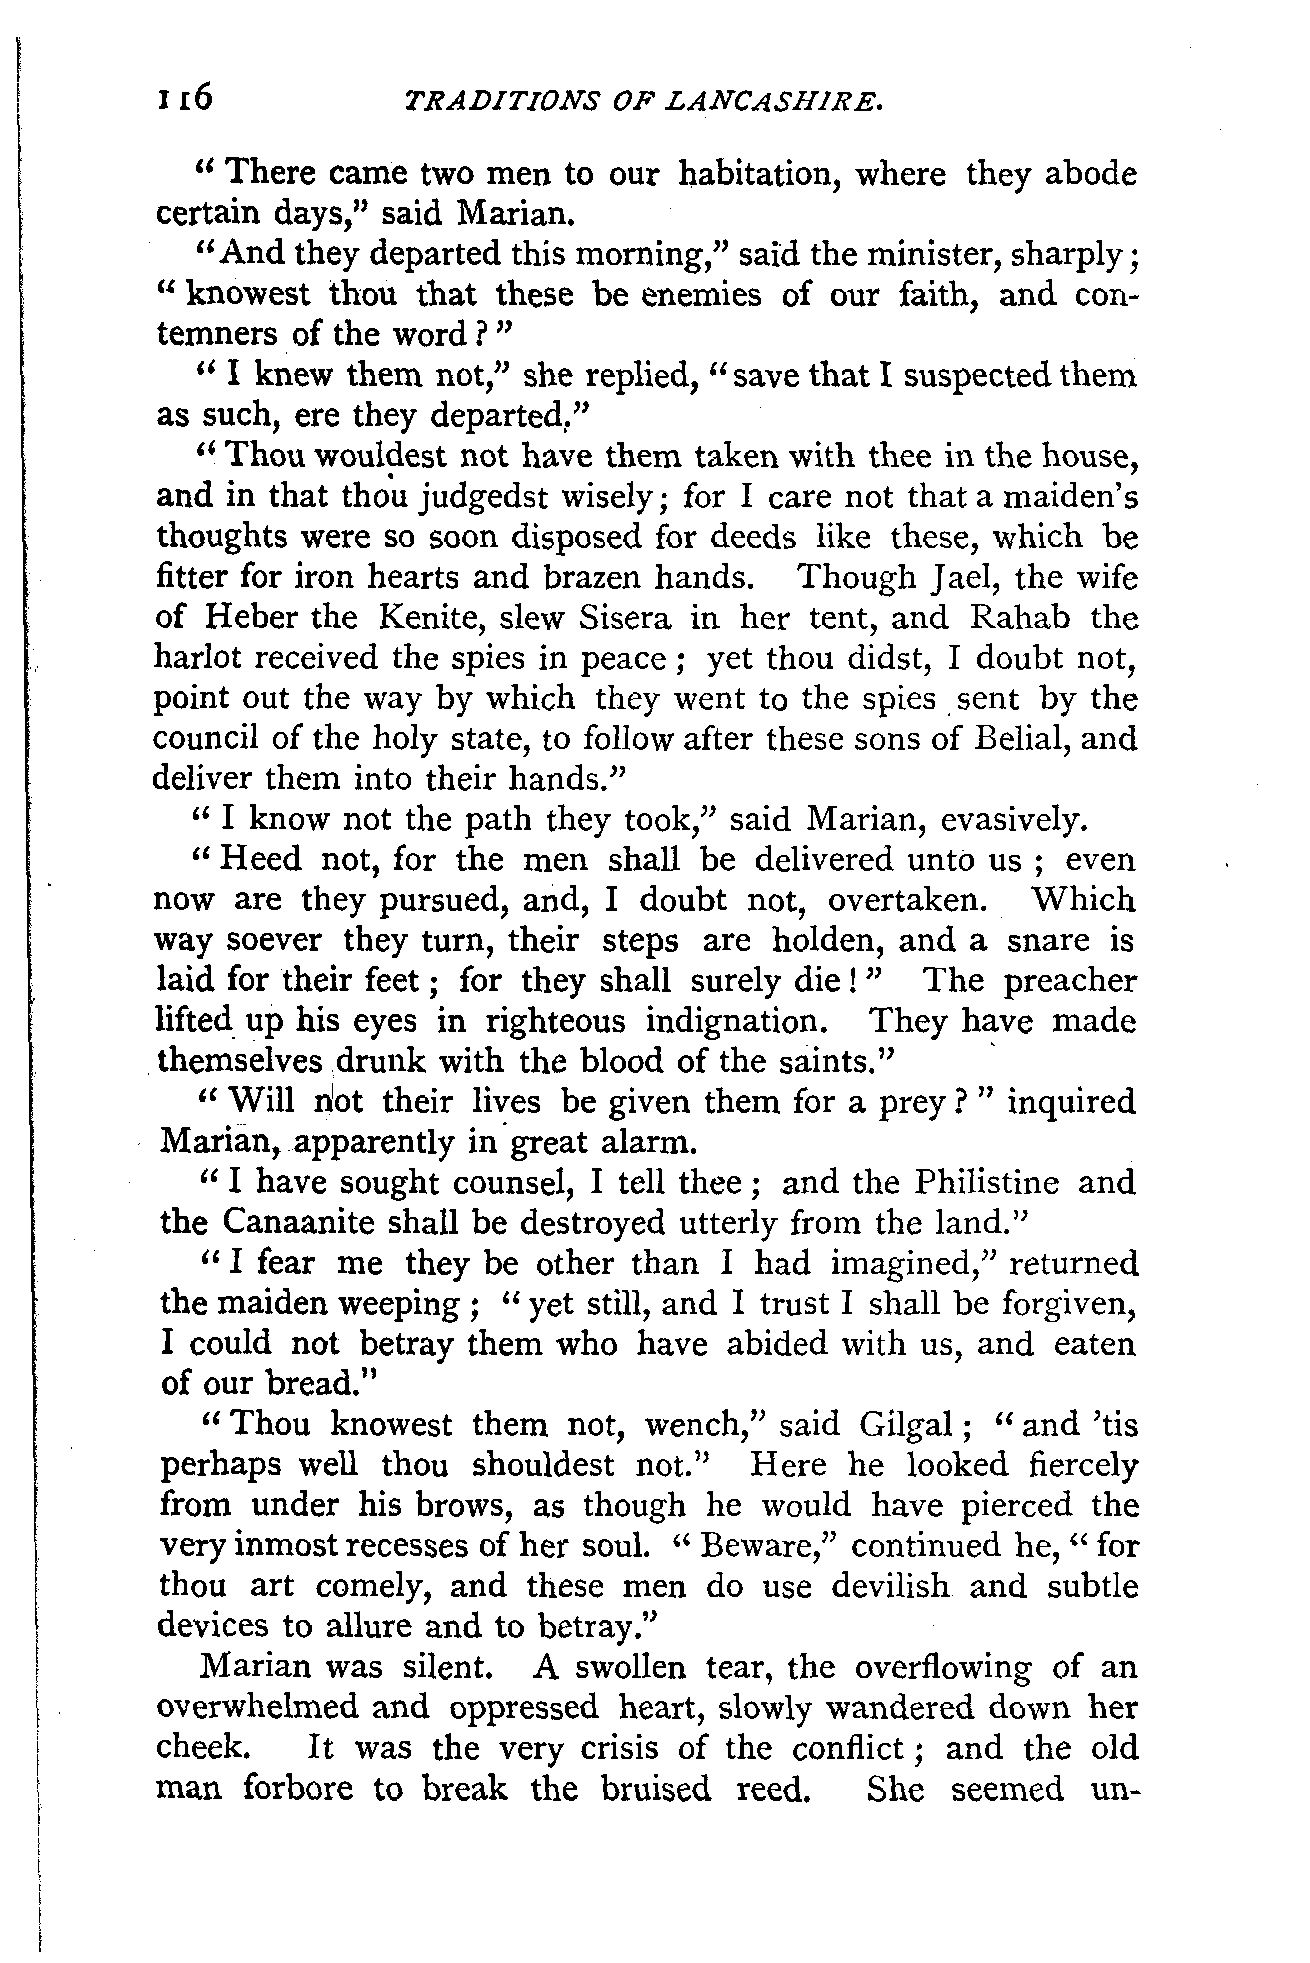 116 TRADITIONS OF LANCASHIRE.
“ There came two men to our habitation, where they abode
certain days,” said Marian.
“And they departed this morning,” said the minister, sharply ;
“ knowest thou that these be enemies of our faith, and con-
temners of the word ? ”
“ I knew them not,” she replied, “save that I suspected them
as such, ere they departed.”
“ Thou wouldest not have them taken with thee in the house,
and in that thou judgedst wisely ; for I care not that a maiden’s
thoughts were so soon disposed for deeds like these, which be
fitter for iron hearts and brazen hands. Though Jael, the wife
of Heber the Kenite, slew Sisera in her tent, and Rahab the
harlot received the spies in peace ; yet thou didst, I doubt not,
point out the way by which they went to the spies sent by the
council of the holy state, to follow after these sons of Belial, and
deliver them into their hands.”
“ I know not the path they took,” said Marian, evasively.
“ Heed not, for the men shall be delivered unto us ; even
now are they pursued, and, I doubt not, overtaken. Which
way soever they turn, their steps are holden, and a snare is
laid for their feet ; for they shall surely die ! ” The preacher
lifted up his eyes in righteous indignation. They have made
themselves drunk with the blood of the saints.”
“ Will not their lives be given them for a prey ? ” inquired
Marian, apparently in great alarm.
“ I have sought counsel, I tell thee ; and the Philistine and
the Canaanite shall be destroyed utterly from the land.”
“ I fear me they be other than I had imagined,” returned
the maiden weeping ; “ yet still, and I trust I shall be forgiven,
I could not betray them who have abided with us, and eaten
of our bread.”
“ Thou knowest them not, wench,” said Gilgal ; “ and ’tis
perhaps well thou shouldest not.” Here he looked fiercely
from under his brows, as though he would have pierced the
very inmost recesses of her soul. “ Beware,” continued he, “ for
thou art comely, and these men do use devilish and subtle
devices to allure and to betray.”
Marian was silent. A swollen tear, the overflowing of an
overwhelmed and oppressed heart, slowly wandered down her
cheek. It was the very crisis of the conflict ; and the old
man forbore to break the bruised reed. She seemed un-